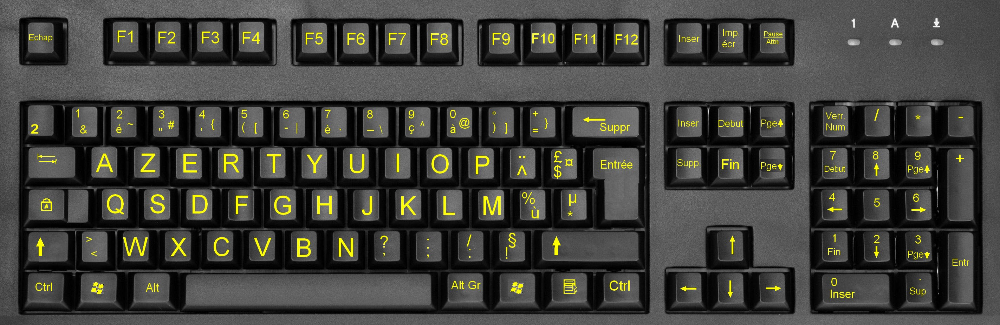 Echap F1 F2 F3 F4 F5 F6 F7 F8 F9 F10 F11 F12 Inser Imp. écr Pause Attn 1 A
2 1 & 2 é ~ 3 " # 4 ' { 5 ( [ 6 - | 7 è ` 8 – \ 9 ç ^ 0 à @ ° ) ] + = } ← Suppr Inser Debut Pge⬆ Verr. Num / * -
A Z E R T Y U I O P ¨ ^ £ $ ¤ Entrée Supp. Fin Pge⬇ 7 Debut 8 ↑ 9 Pge⬆ +
A Q S D F G H J K L M % ù µ * 4 ← 5 6 →
↑ > < W X C V B N ? , . ; / : § ! ↑ ↑ 1 Fin 2 ↓ 3 Pge⬇ Entr
Ctrl Alt Alt Gr Ctrl ← ↓ → 0 Inser . Sup